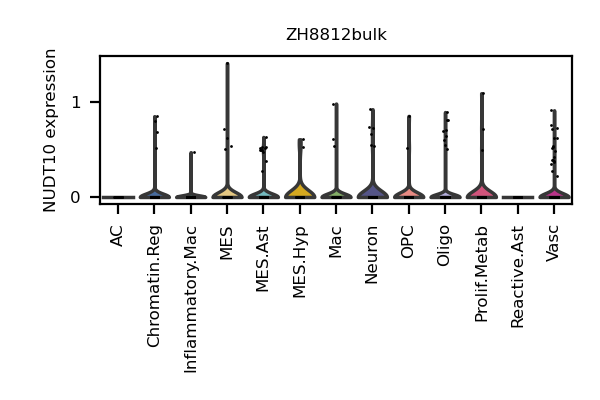 ZH8812bulk
NUDT10 expression
1
0
AC
Chromatin.Reg
Inflammatory.Mac
MES
MES.Ast
MES.Hyp
Mac
Neuron
OPC
Oligo
Prolif.Metab
Reactive.Ast
Vasc